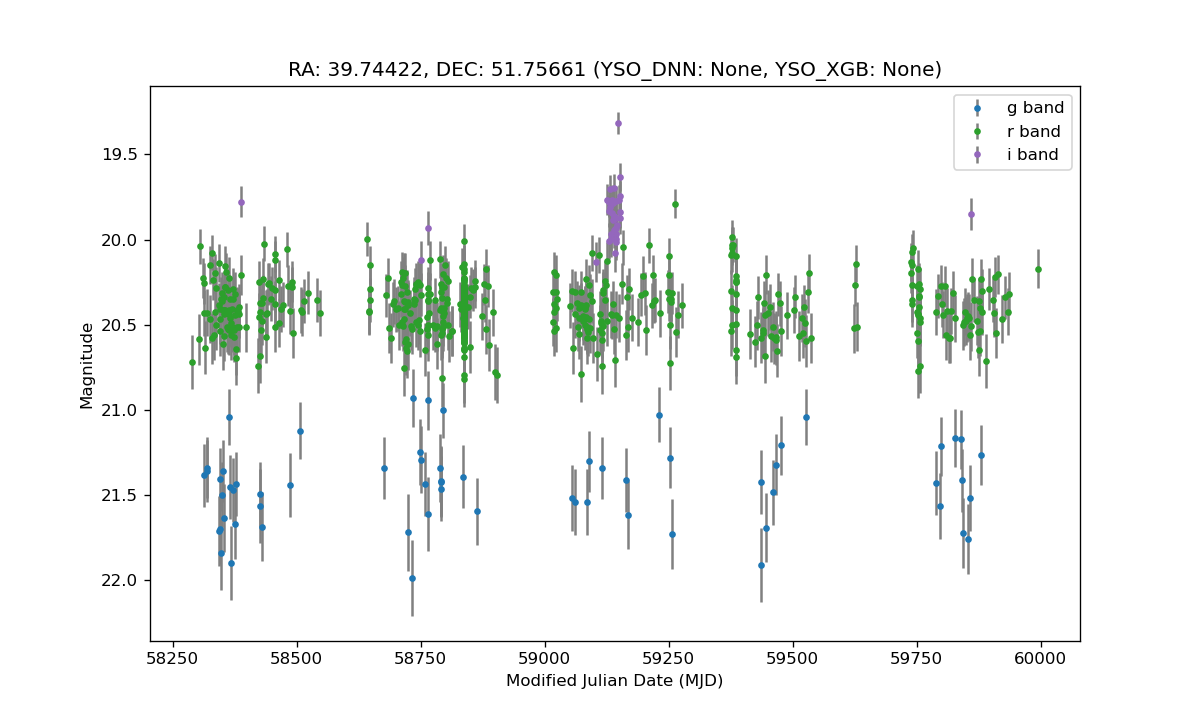 RA: 39.74422, DEC: 51.75661 (YSO_DNN: None, YSO_XGB: None)
g band
r band
i band
19.5
20.0
20.5
21.0
21.5
22.0
Magnitude
58250 58500 58750 59000 59250 59500 59750 60000
Modified Julian Date (MJD)